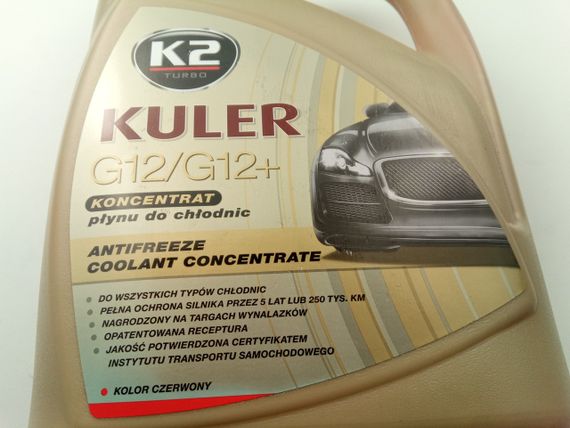 K2
TURBO
KULER
G12/G12+
KONCENTRAT
płynu do chłodnic
ANTIFREEZE
COOLANT CONCENTRATE
• DO WSZYSTKICH TYPÓW CHŁODNIC
• PEŁNA OCHRONA SILNIKA PRZEZ 5 LAT LUB 250 TYS. KM
• NAGRODZONY NA TARGACH WYNALAZKÓW
• OPATENTOWANA RECEPTURA
• JAKOŚĆ POTWIERDZONA CERTYFIKATEM
INSTYTUTU TRANSPORTU SAMOCHODOWEGO
• KOLOR CZERWONY